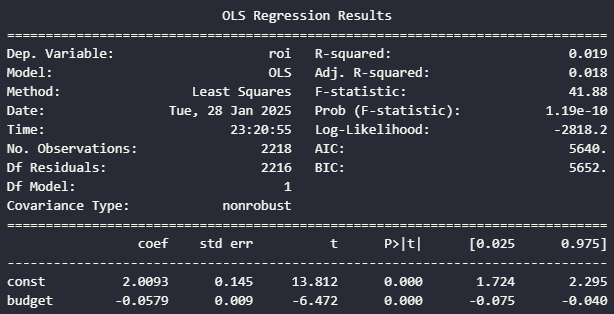 OLS Regression Results
==============================================================================
Dep. Variable: roi R-squared: 0.019
Model: OLS Adj. R-squared: 0.018
Method: Least Squares F-statistic: 41.88
Date: Tue, 28 Jan 2025 Prob (F-statistic): 1.19e-10
Time: 23:20:55 Log-Likelihood: -2818.2
No. Observations: 2218 AIC: 5640.
Df Residuals: 2216 BIC: 5652.
Df Model: 1
Covariance Type: nonrobust
==============================================================================
coef std err t P>|t| [0.025 0.975]
------------------------------------------------------------------------------
const 2.0093 0.145 13.812 0.000 1.724 2.295
budget -0.0579 0.009 -6.472 0.000 -0.075 -0.040